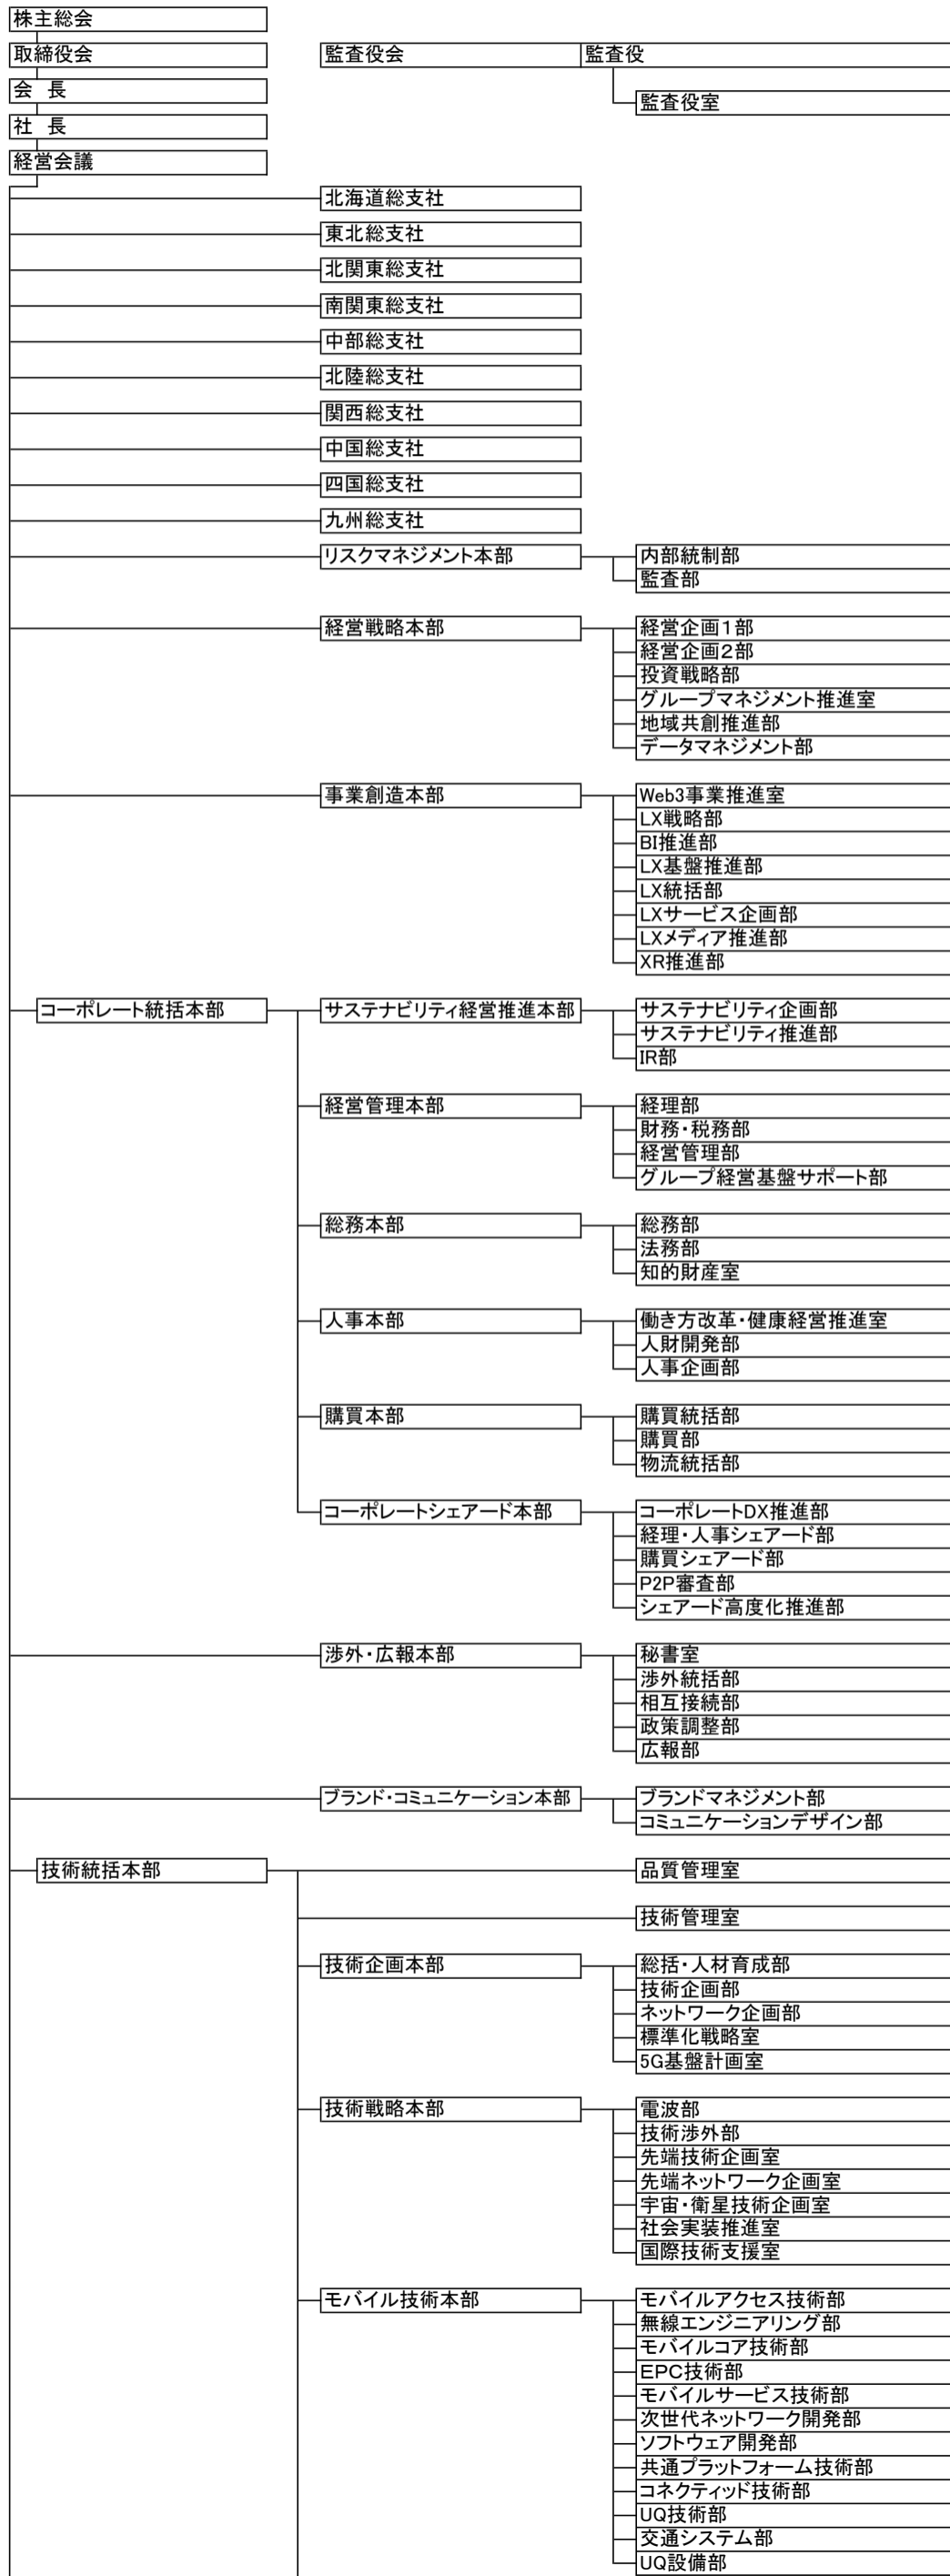 株主総会
取締役会
監査役会
監査役
会　長
監査役室
社　長
経営会議
北海道総支社
東北総支社
北関東総支社
南関東総支社
中部総支社
北陸総支社
関西総支社
中国総支社
四国総支社
九州総支社
リスクマネジメント本部
内部統制部
監査部
経営戦略本部
経営企画1部
経営企画2部
投資戦略部
グループマネジメント推進室
地域共創推進部
データマネジメント部
事業創造本部
Web3事業推進室
LX戦略部
BI推進部
LX基盤推進部
LX統括部
LXサービス企画部
LXメディア推進部
XR推進部
コーポレート統括本部
サステナビリティ経営推進本部
サステナビリティ企画部
サステナビリティ推進部
IR部
経営管理本部
経理部
財務・税務部
経営管理部
グループ経営基盤サポート部
総務本部
総務部
法務部
知的財産室
人事本部
働き方改革・健康経営推進室
人財開発部
人事企画部
購買本部
購買統括部
購買部
物流統括部
コーポレートシェアード本部
コーポレートDX推進部
経理・人事シェアード部
購買シェアード部
P2P審査部
シェアード高度化推進部
渉外・広報本部
秘書室
渉外統括部
相互接続部
政策調整部
広報部
ブランド・コミュニケーション本部
ブランドマネジメント部
コミュニケーションデザイン部
技術統括本部
品質管理室
技術管理室
技術企画本部
総括・人材育成部
技術企画部
ネットワーク企画部
標準化戦略室
5G基盤計画室
技術戦略本部
電波部
技術渉外部
先端技術企画室
先端ネットワーク企画室
宇宙・衛星技術企画室
社会実装推進室
国際技術支援室
モバイル技術本部
モバイルアクセス技術部
無線エンジニアリング部
モバイルコア技術部
EPC技術部
モバイルサービス技術部
次世代ネットワーク開発部
ソフトウェア開発部
共通プラットフォーム技術部
コネクティッド技術部
UQ技術部
交通システム部
UQ設備部